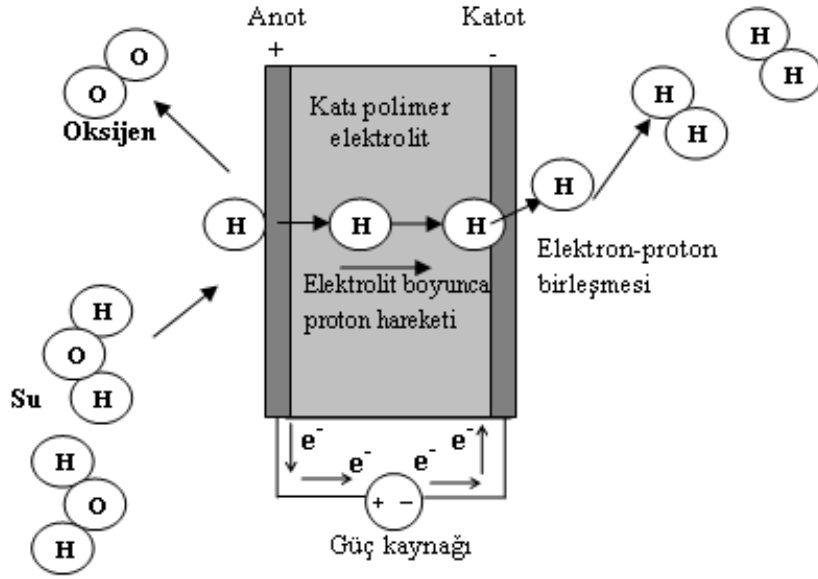 Anot
+
Katot
-
O
O
Oksijen
Katı polimer
elektrolit
H
H
H
H
H
H
H
H
Elektrolit boyunca
proton hareketi
Elektron-proton
birleşmesi
H
O
H
Su
H
O
H
e-
e-
e-
e-
+ −
Güç kaynağı